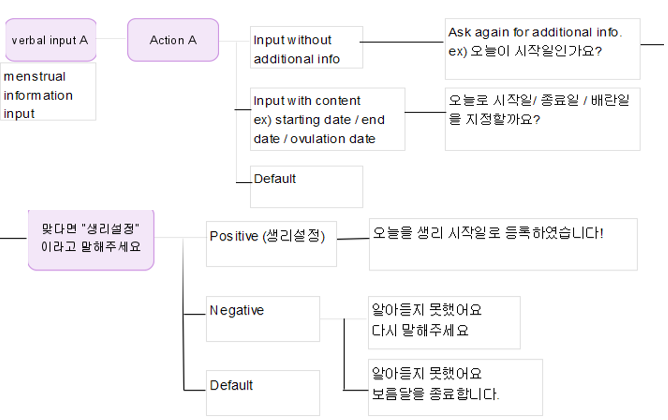 verbal input A
Action A
menstrual
information
input
Input without
additional info
Ask again for additional info.
ex) 오늘이 시작일인가요?
Input with content
ex) starting date / end
date / ovulation date
오늘로 시작일/ 종료일 / 배란일
을 지정할까요?
Default
맞다면 "생리설정"
이라고 말해주세요
Positive (생리설정)
오늘을 생리 시작일로 등록하였습니다!
Negative
알아듣지 못했어요
다시 말해주세요
Default
알아듣지 못했어요
보름달을 종료합니다.